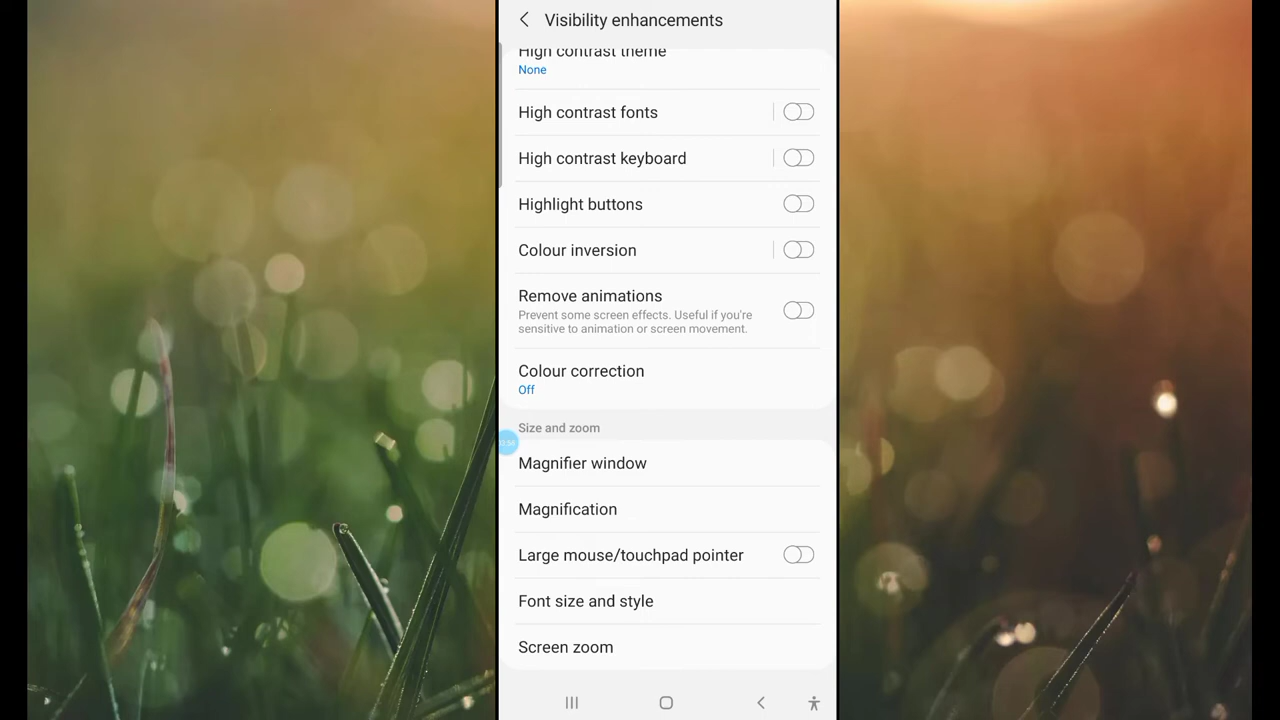 Visibility enhancements
High contrast theme
None
High contrast fonts
High contrast keyboard
Highlight buttons
Colour inversion
Remove animations
Prevent some screen effects. Useful if you're
sensitive to animation or screen movement.
Colour correction
Off
Size and zoom
Magnifier window
Magnification
Large mouse/touchpad pointer
Font size and style
Screen zoom